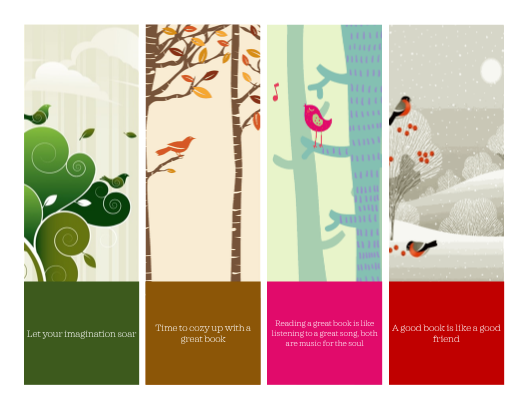 Let your imagination soar
Time to cozy up with a
great book
Reading a great book is like
listening to a great song, both
are music for the soul
A good book is like a good
friend